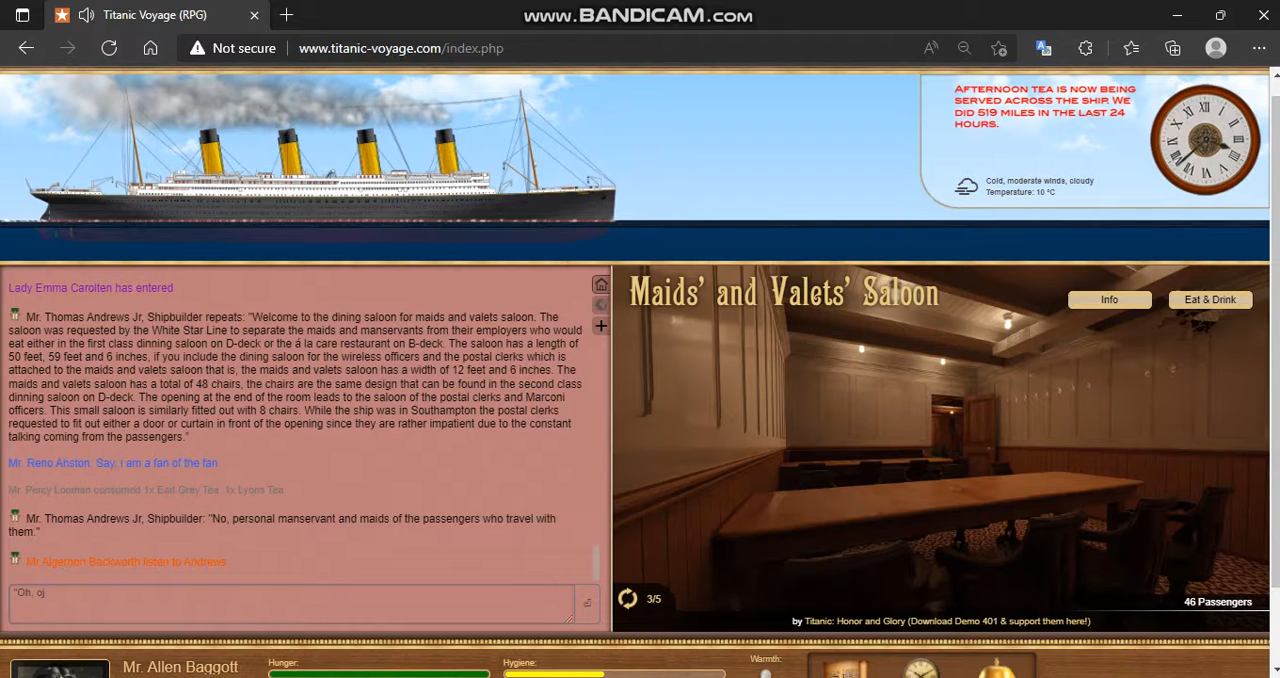 Titanic Voyage (RPG)
www.BANDICAM.com
Not secure
www.titanic-voyage.com/index.php
AFTERNOON TEA IS NOW BEING
SERVED ACROSS THE SHIP. WE
DID 519 MILES IN THE LAST 24
HOURS.
Cold, moderate winds, cloudy
Temperature: 10 °C
Lady Emma Carolten has entered
Mr. Thomas Andrews Jr, Shipbuilder repeats: "Welcome to the dining saloon for maids and valets saloon. The
saloon was requested by the White Star Line to separate the maids and manservants from their employers who would
eat either in the first class dinning saloon on D-deck or the á la care restaurant on B-deck. The saloon has a length of
50 feet, 59 feet and 6 inches, if you include the dining saloon for the wireless officers and the postal clerks which is
attached to the maids and valets saloon that is, the maids and valets saloon has a width of 12 feet and 6 inches. The
maids and valets saloon has a total of 48 chairs, the chairs are the same design that can be found in the second class
dinning saloon on D-deck. The opening at the end of the room leads to the saloon of the postal clerks and Marconi
officers. This small saloon is similarly fitted out with 8 chairs. While the ship was in Southampton the postal clerks
requested to fit out either a door or curtain in front of the opening since they are rather impatient due to the constant
talking coming from the passengers."
Mr. Reno Anston: Say, i am a fan of the fan
Mr. Percy Looman consumed 1x Earl Grey Tea ,1x Lyons Tea
Mr. Thomas Andrews Jr, Shipbuilder: "No, personal manservant and maids of the passengers who travel with
them."
Mr Algernon Backworth listen to Andrews
"Oh, oj
Maids' and Valets' Saloon
Info
Eat & Drink
3/5
46 Passengers
by Titanic: Honor and Glory (Download Demo 401 & support them here!)
Mr. Allen Baggott
Hunger:
Hygiene:
Warmth: